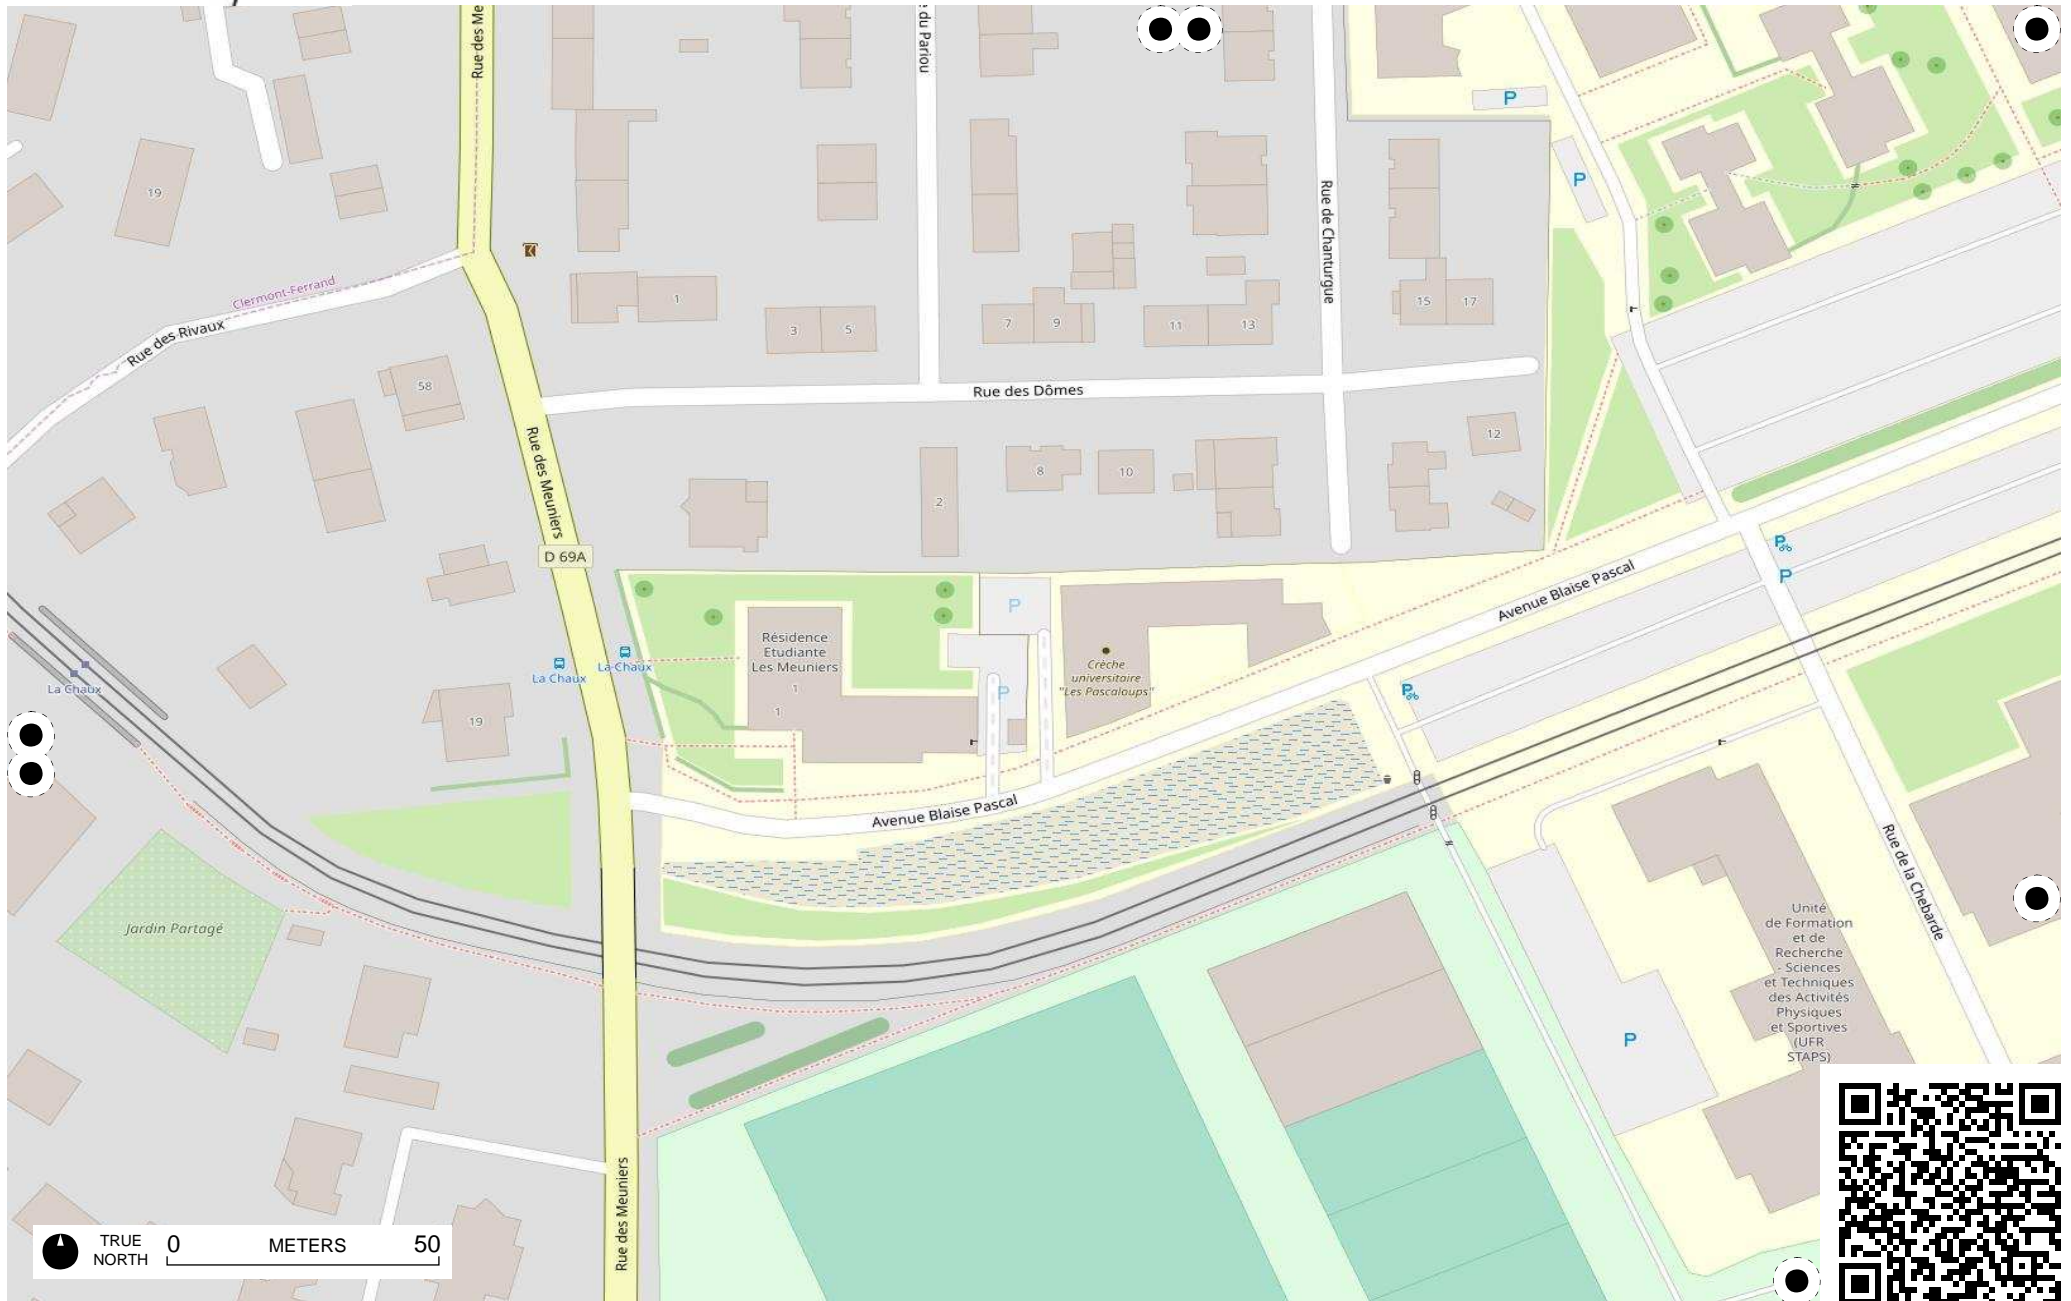 Rue des Me
du Pariou
P
P
19
Rue de Chanturgue
Clermont-Ferrand
Rue des Rivaux
1
3
5
7
9
11
13
15
17
58
Rue des Dômes
12
Rue des Meuniers
8
10
2
D 69A
P
P
Avenue Blaise Pascal
P
Résidence
Etudiante
Les Meuniers
1
1
La Chaux
La Chaux
La Chaux
Crèche
universitaire
"Les Pascaloups"
P
P
19
Avenue Blaise Pascal
Rue de la Chebarde
Jardin Partagé
Unité
de Formation
et de
Recherche
- Sciences
et Techniques
des Activités
Physiques
et Sportives
(UFR
STAPS)
P
Rue des Meuniers
TRUE
NORTH
0 METERS 50